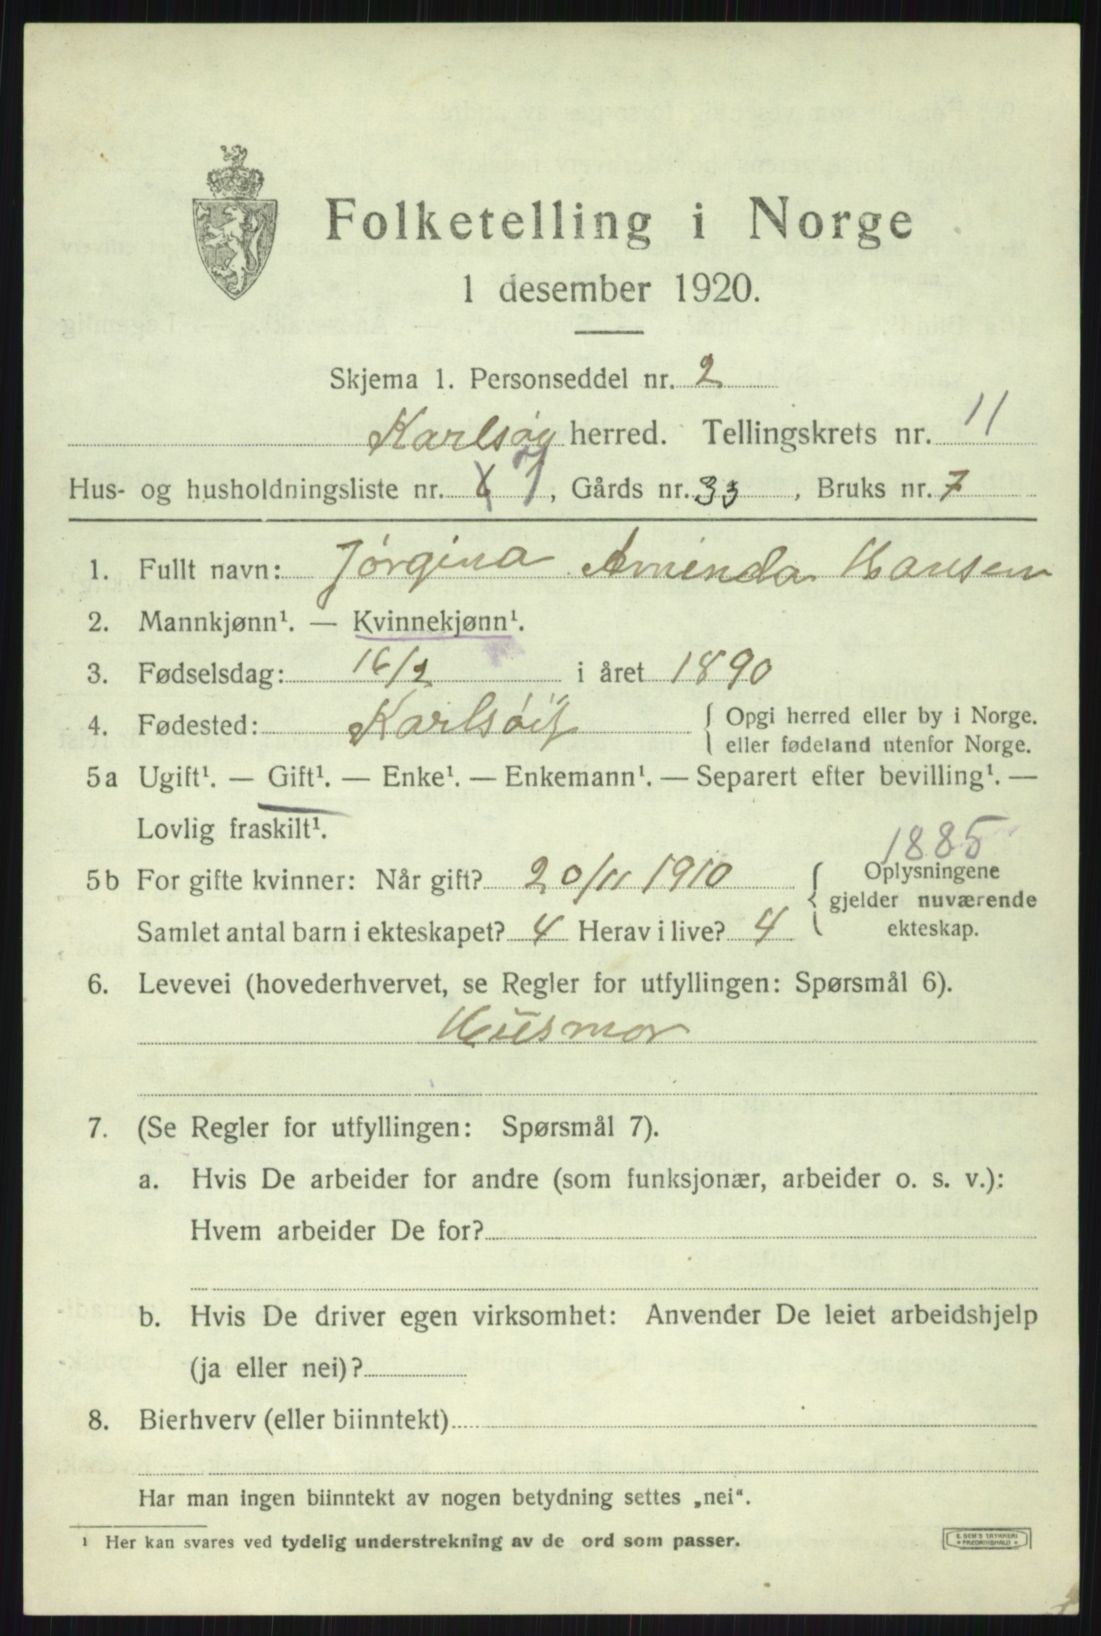 Folketelling i Norge
1 desember 1920.
Skjema 1. Personseddel nr. 2
Karlsøy herred. Tellingskrets nr. 11
Hus- og husholdningsliste nr. 6 7, Gårds nr. 33, Bruks nr. 7
1. Fullt navn: Jørgina Aminda Hansen
2. Mannkjønn¹. — Kvinnekjønn¹.
3. Fødselsdag: 16/2 i året 1890
4. Fødested: Karlsöy { Opgi herred eller by i Norge.
eller fødeland utenfor Norge.
5a Ugift¹. — Gift¹. — Enke¹. — Enkemann¹. — Separert efter bevilling¹. —
Lovlig fraskilt¹.
1885
5b For gifte kvinner: Når gift? 20/11 1910 { Oplysningene
gjelder nuværende
Samlet antal barn i ekteskapet? 4 Herav i live? 4 ekteskap.
6. Levevei (hovederhvervet, se Regler for utfyllingen: Spørsmål 6).
Husmor
7. (Se Regler for utfyllingen: Spørsmål 7).
a. Hvis De arbeider for andre (som funksjonær, arbeider o. s. v.):
Hvem arbeider De for?
b. Hvis De driver egen virksomhet: Anvender De leiet arbeidshjelp
(ja eller nei)?
8. Bierhverv (eller biinntekt)
Har man ingen biinntekt av nogen betydning settes „nei“.
¹ Her kan svares ved tydelig understrekning av de ord som passer.
E. SEM'S TRYKKERI
FREDRIKSHALD